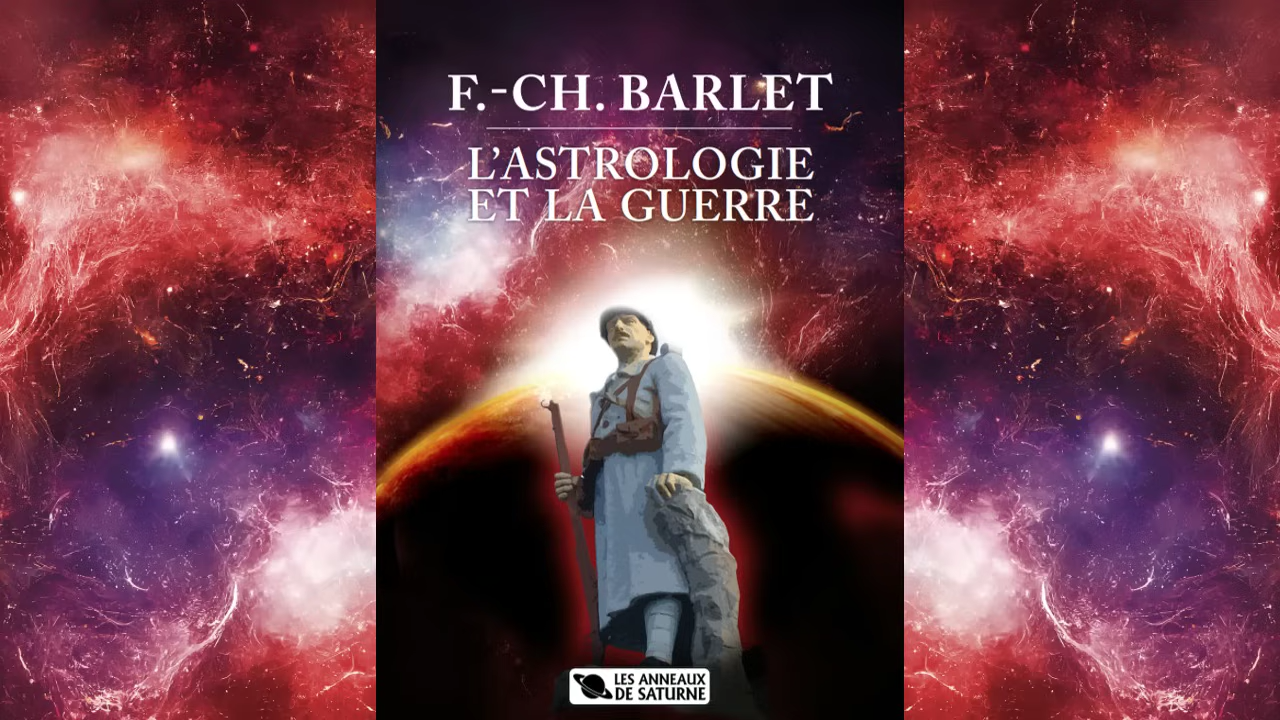 F.-CH. BARLET
L’ASTROLOGIE
ET LA GUERRE
LES ANNEAUX
DE SATURNE